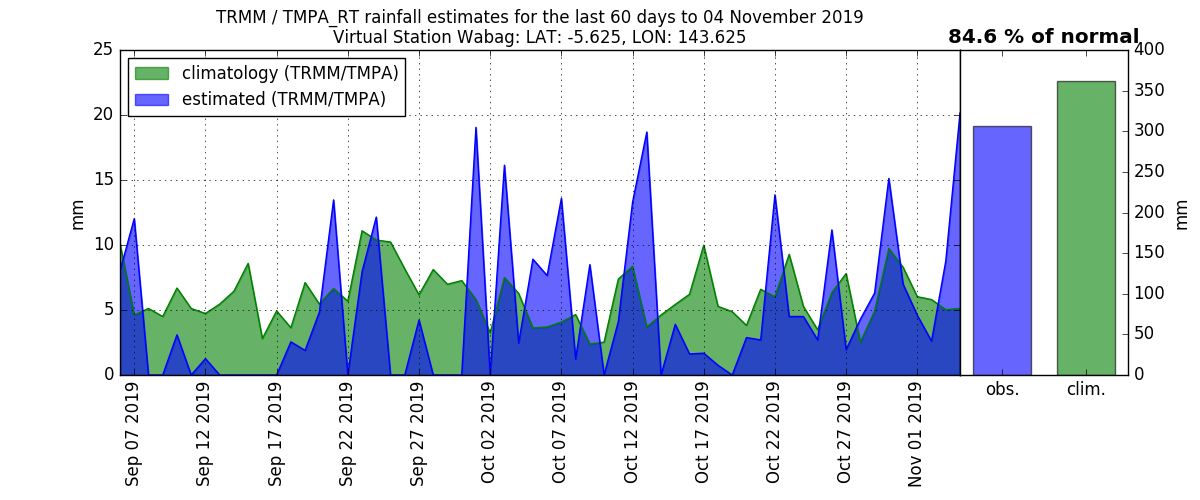 TRMM / TMPA_RT rainfall estimates for the last 60 days to 04 November 2019
Virtual Station Wabag: LAT: -5.625, LON: 143.625
84.6 % of normal
climatology (TRMM/TMPA)
estimated (TRMM/TMPA)
25
20
15
10
5
0
mm
Sep 07 2019
Sep 12 2019
Sep 17 2019
Sep 22 2019
Sep 27 2019
Oct 02 2019
Oct 07 2019
Oct 12 2019
Oct 17 2019
Oct 22 2019
Oct 27 2019
Nov 01 2019
obs.
clim.
400
350
300
250
200
150
100
50
0
mm